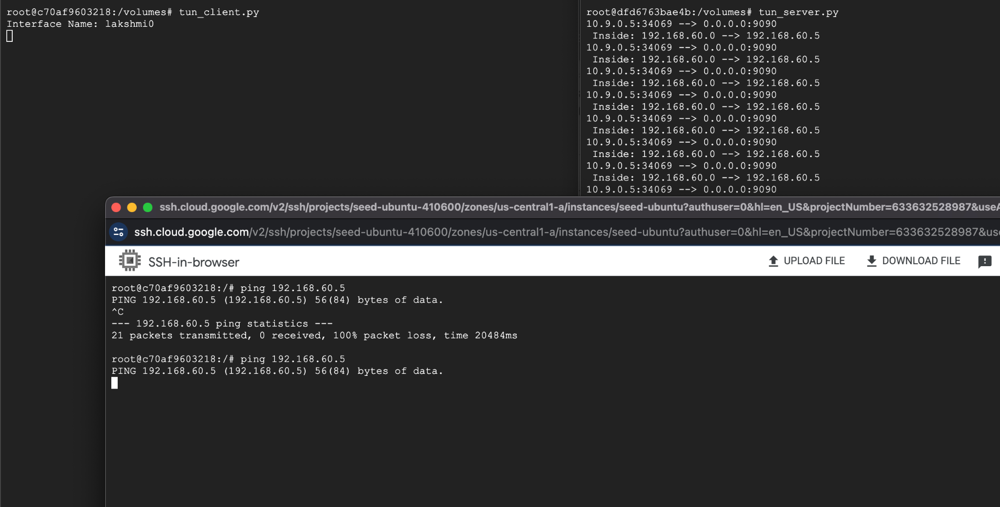 root@c70af9603218:/volumes# tun_client.py
Interface Name: lakshmi0
root@dfd6763bae4b:/volumes# tun_server.py
10.9.0.5:34069 --> 0.0.0.0:9090
Inside: 192.168.60.0 --> 192.168.60.5
10.9.0.5:34069 --> 0.0.0.0:9090
Inside: 192.168.60.0 --> 192.168.60.5
10.9.0.5:34069 --> 0.0.0.0:9090
Inside: 192.168.60.0 --> 192.168.60.5
10.9.0.5:34069 --> 0.0.0.0:9090
Inside: 192.168.60.0 --> 192.168.60.5
10.9.0.5:34069 --> 0.0.0.0:9090
Inside: 192.168.60.0 --> 192.168.60.5
10.9.0.5:34069 --> 0.0.0.0:9090
Inside: 192.168.60.0 --> 192.168.60.5
10.9.0.5:34069 --> 0.0.0.0:9090
Inside: 192.168.60.0 --> 192.168.60.5
10.9.0.5:34069 --> 0.0.0.0:9090
ssh.cloud.google.com/v2/ssh/projects/seed-ubuntu-410600/zones/us-central1-a/instances/seed-ubuntu?authuser=0&hl=en_US&projectNumber=633632528987&useA
ssh.cloud.google.com/v2/ssh/projects/seed-ubuntu-410600/zones/us-central1-a/instances/seed-ubuntu?authuser=0&hl=en_US&projectNumber=633632528987&use
SSH-in-browser
UPLOAD FILE
DOWNLOAD FILE
root@c70af9603218:/# ping 192.168.60.5
PING 192.168.60.5 (192.168.60.5) 56(84) bytes of data.
^C
--- 192.168.60.5 ping statistics ---
21 packets transmitted, 0 received, 100% packet loss, time 20484ms
root@c70af9603218:/# ping 192.168.60.5
PING 192.168.60.5 (192.168.60.5) 56(84) bytes of data.